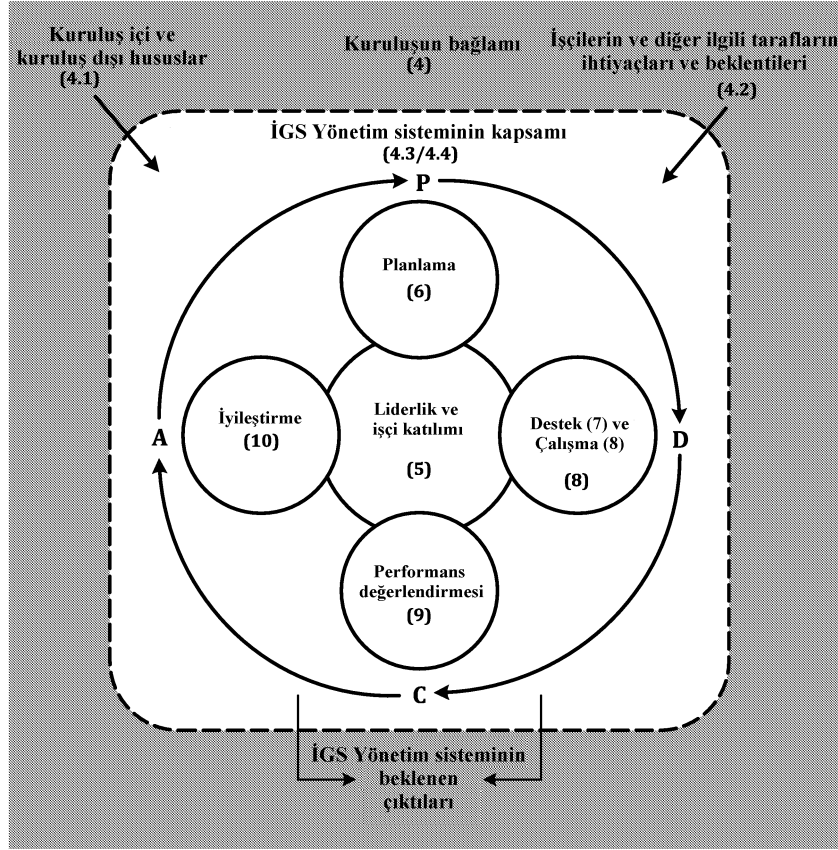 Kuruluş içi ve
kuruluş dışı hususlar
(4.1)
Kuruluşun bağlamı
(4)
İşçilerin ve diğer ilgili tarafların
ihtiyaçları ve beklentileri
(4.2)
İGS Yönetim sisteminin kapsamı
(4.3/4.4)
P
Planlama
(6)
A
İyileştirme
(10)
Liderlik ve
işçi katılımı
(5)
Destek (7) ve
Çalışma (8)
(8)
D
Performans
değerlendirmesi
(9)
C
İGS Yönetim sisteminin
beklenen
çıktıları